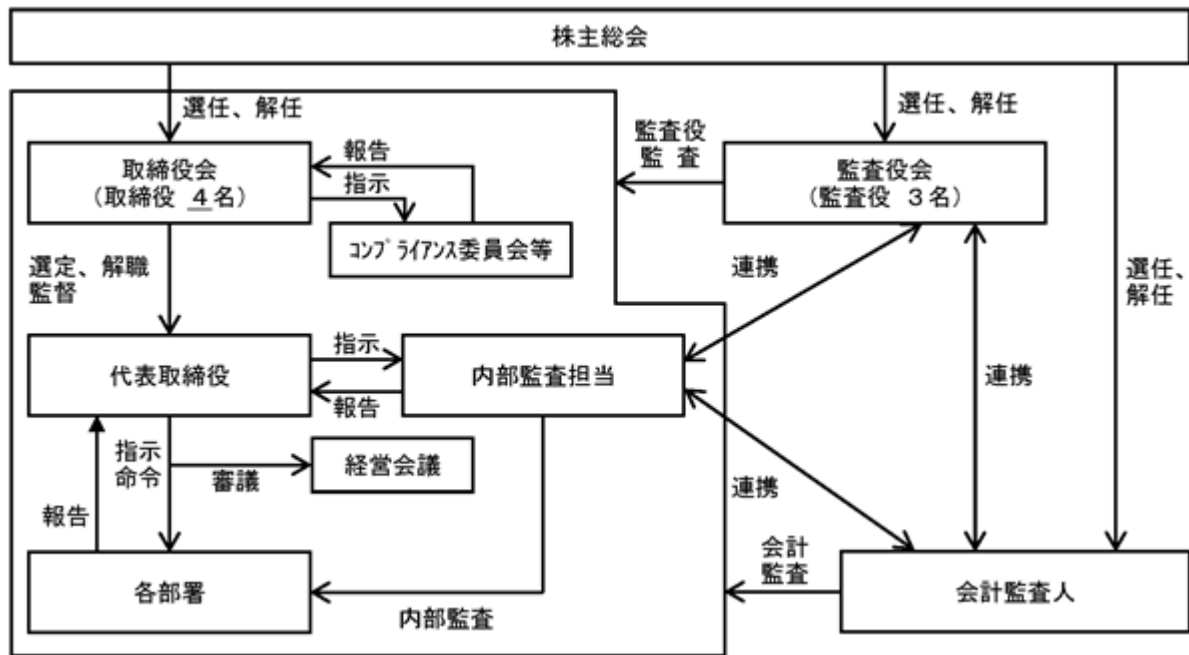 株主総会
選任、解任
選任、解任
取締役会
(取締役 4名)
報告
指示
ｺﾝﾌﾟﾗｲｱﾝｽ委員会等
監査役
監 査
監査役会
(監査役 3名)
選定、解職
監督
連携
選任、
解任
代表取締役
指示
報告
内部監査担当
連携
指示
命令
審議
経営会議
報告
連携
各部署
内部監査
会計
監査
会計監査人